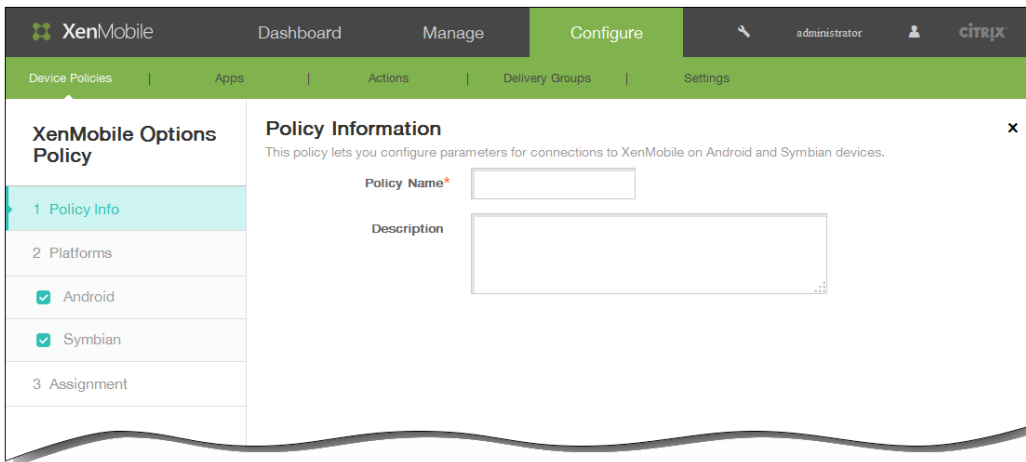 XenMobile Dashboard Manage Configure administrator CİTRIX
Device Policies | Apps | Actions | Delivery Groups | Settings
XenMobile Options
Policy
Policy Information
This policy lets you configure parameters for connections to XenMobile on Android and Symbian devices.
Policy Name*
Description
1 Policy Info
2 Platforms
Android
Symbian
3 Assignment